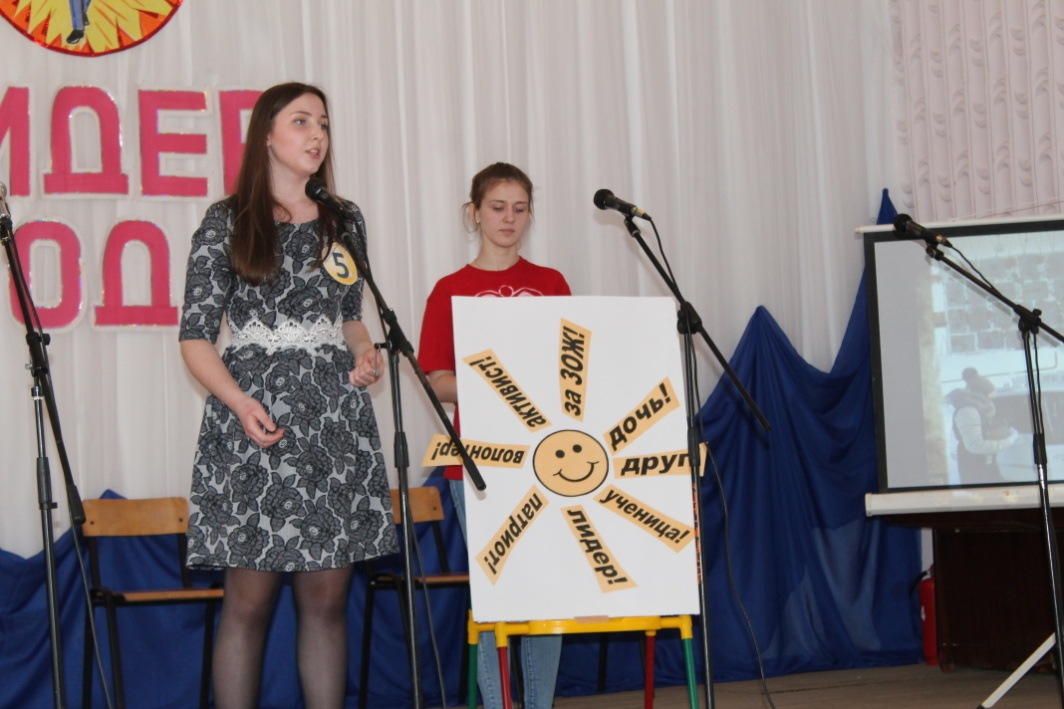 ИДЕР
ОД
5
за ЗОЖ!
дочь!
друг!
ученица!
лидер!
патриот!
волонтер!
активист!